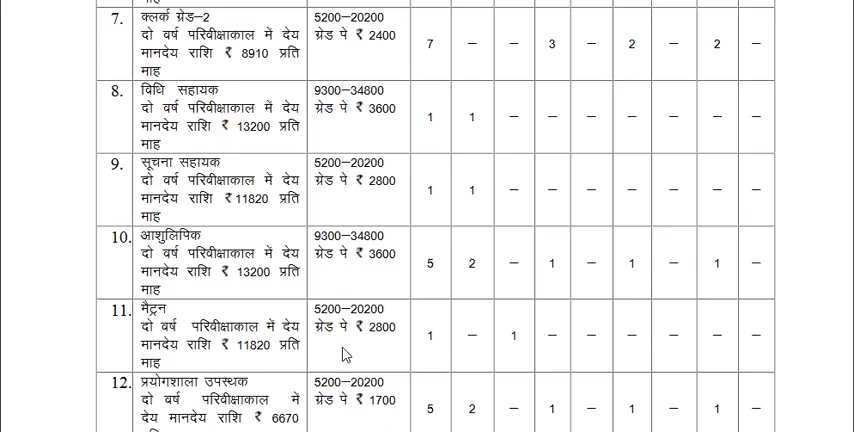 माह
7. क्लर्क ग्रेड–2 5200–20200
दो वर्ष परिवीक्षाकाल में देय ग्रेड पे ₹ 2400
मानदेय राशि ₹ 8910 प्रति
माह
7 – – 3 – 2 – 2 –
8. विधि सहायक 9300–34800
दो वर्ष परिवीक्षाकाल में देय ग्रेड पे ₹ 3600
मानदेय राशि ₹ 13200 प्रति
माह
1 1 – – – – – – –
9. सूचना सहायक 5200–20200
दो वर्ष परिवीक्षाकाल में देय ग्रेड पे ₹ 2800
मानदेय राशि ₹ 11820 प्रति
माह
1 1 – – – – – – –
10. आशुलिपिक 9300–34800
दो वर्ष परिवीक्षाकाल में देय ग्रेड पे ₹ 3600
मानदेय राशि ₹ 13200 प्रति
माह
5 2 – 1 – 1 – 1 –
11. मैट्रन 5200–20200
दो वर्ष परिवीक्षाकाल में देय ग्रेड पे ₹ 2800
मानदेय राशि ₹ 11820 प्रति
माह
1 – 1 – – – – – –
12. प्रयोगशाला उपस्थक 5200–20200
दो वर्ष परिवीक्षाकाल में ग्रेड पे ₹ 1700
देय मानदेय राशि ₹ 6670
5 2 – 1 – 1 – 1 –